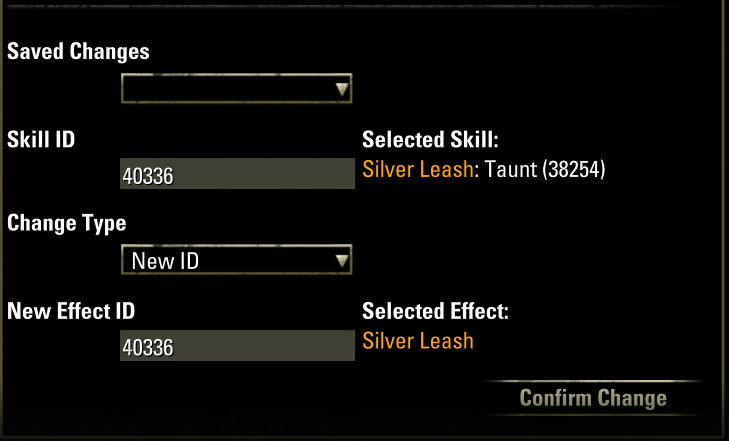 Saved Changes
Skill ID
Selected Skill:
40336
Silver Leash: Taunt (38254)
Change Type
New ID
New Effect ID
Selected Effect:
40336
Silver Leash
Confirm Change